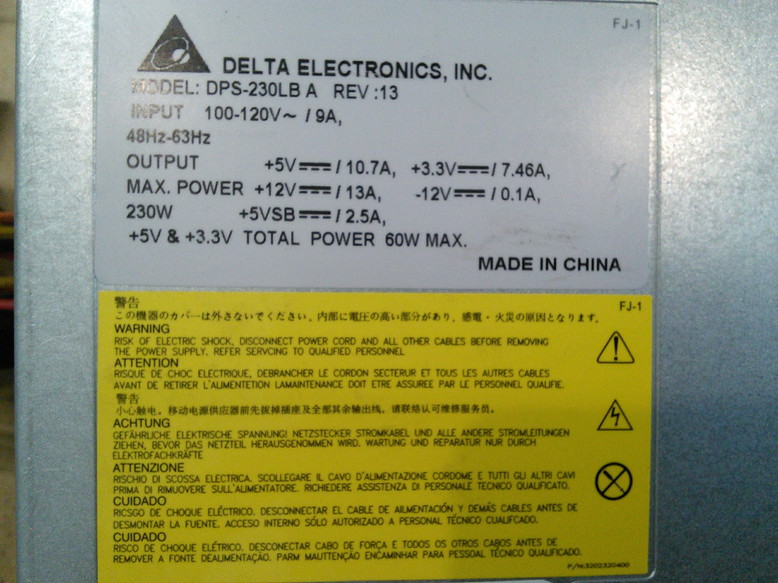 FJ-1
DELTA ELECTRONICS, INC.
MODEL: DPS-230LB A REV :13
INPUT 100-120V~ / 9A,
48Hz-63Hz
OUTPUT +5V⎓ / 10.7A, +3.3V⎓ / 7.46A,
MAX. POWER +12V⎓ / 13A, -12V⎓ / 0.1A,
230W +5VSB⎓ / 2.5A,
+5V & +3.3V TOTAL POWER 60W MAX.
MADE IN CHINA
警告 FJ-1
この機器のカバーは外さないでください。内部に電圧の高い部分があり、感電・火災の原因となります。
WARNING
RISK OF ELECTRIC SHOCK, DISCONNECT POWER CORD AND ALL OTHER CABLES BEFORE REMOVING
THE POWER SUPPLY. REFER SERVCING TO QUALIFIED PERSONNEL
ATTENTION
RISQUE DE CHOC ELECTRIQUE, DEBRANCHER LE CORDON SECTERUR ET TOUS LES AUTRES CABLES
AVANT DE RETIRER L'ALIMENTETION LAMAINTENANCE DOIT ETRE ASSUREE PAR LE PERSONNEL QUALIFIE.
警告
小心触电。移动电源供应器前先拔掉插座及全部其余输出线。请联络认可维修服务员。
ACHTUNG
GEFÄHRLICHE ELEKTRISCHE SPANNUNG! NETZSTECKER STROMKABEL UND ALLE ANDERE STROMLEITUNGEN
ZIEHEN, BEVOR DAS NETZTEIL HERAUSGENOMMEN WIRD. WARTUNG UND REPARATUR NUR DURCH
ELEKTROFACHKRÄFTE
ATTENZIONE
RISCHIO DI SCOSSA ELECTRICA. SCOLLEGARE IL CAVO D'ALIMENTAZIONE CORDOME E TUTTI GLI ALTRI CAVI
PRIMA DI RIMUOVERE SULL'ALIMENTATORE. RICHIEDERE ASSISTENZA DI PERSONALE TECNICO QUALIFICATO.
CUIDADO
RICSGO DE CHOQUE ELÉCTRICO. DESCONNECTAR EL CABLE DE AILMENTACIÓN Y DEMÁS CABLES ANTES DE
DESMONTAR LA FUENTE. ACCESO INTERNO SÓLO AUTORIZADO A PERSONAL TÉCNICO CUALIFCADO.
CUIDADO
RISCO DE CHOQUE ELÉTRICO. DESCONECTAR CABO DE FORÇA E TODOS OS OTROS CABOS ANTES DE
REMOVER A FONTE DEALIMENTAÇÃO. PARM MAUTTENÇÃO ENCAMINHAR PARA PESSOAL TÉCNICO QUALIFICADO.
P/N:3202320400